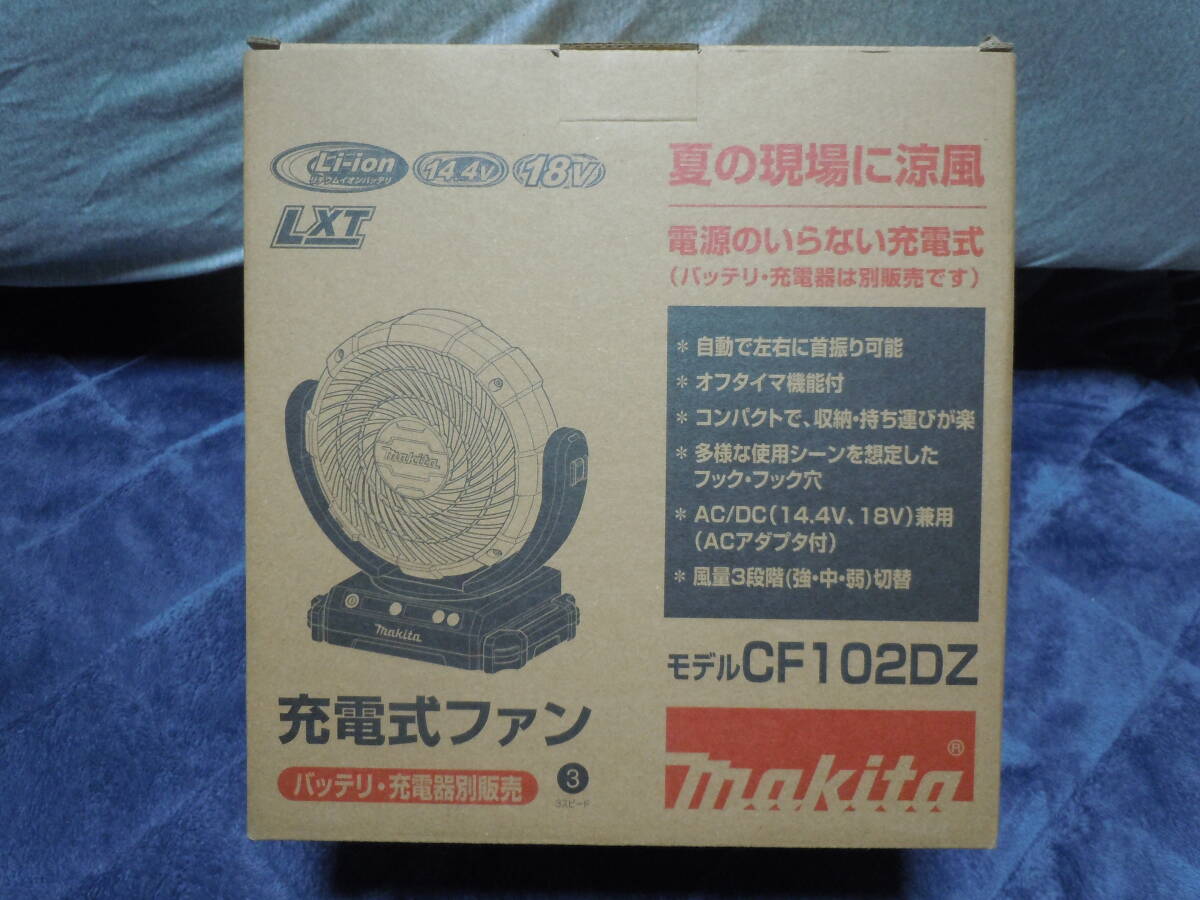 Li-ion
リチウムイオンバッテリ
14.4V
18V
LXT
夏の現場に涼風
電源のいらない充電式
(バッテリ・充電器は別販売です)
* 自動で左右に首振り可能
* オフタイマ機能付
* コンパクトで、収納・持ち運びが楽
* 多様な使用シーンを想定した
フック・フック穴
* AC/DC(14.4V、18V)兼用
(ACアダプタ付)
* 風量3段階(強・中・弱)切替
makita
makita
モデルCF102DZ
充電式ファン
バッテリ・充電器別販売
3
3スピード
makita®